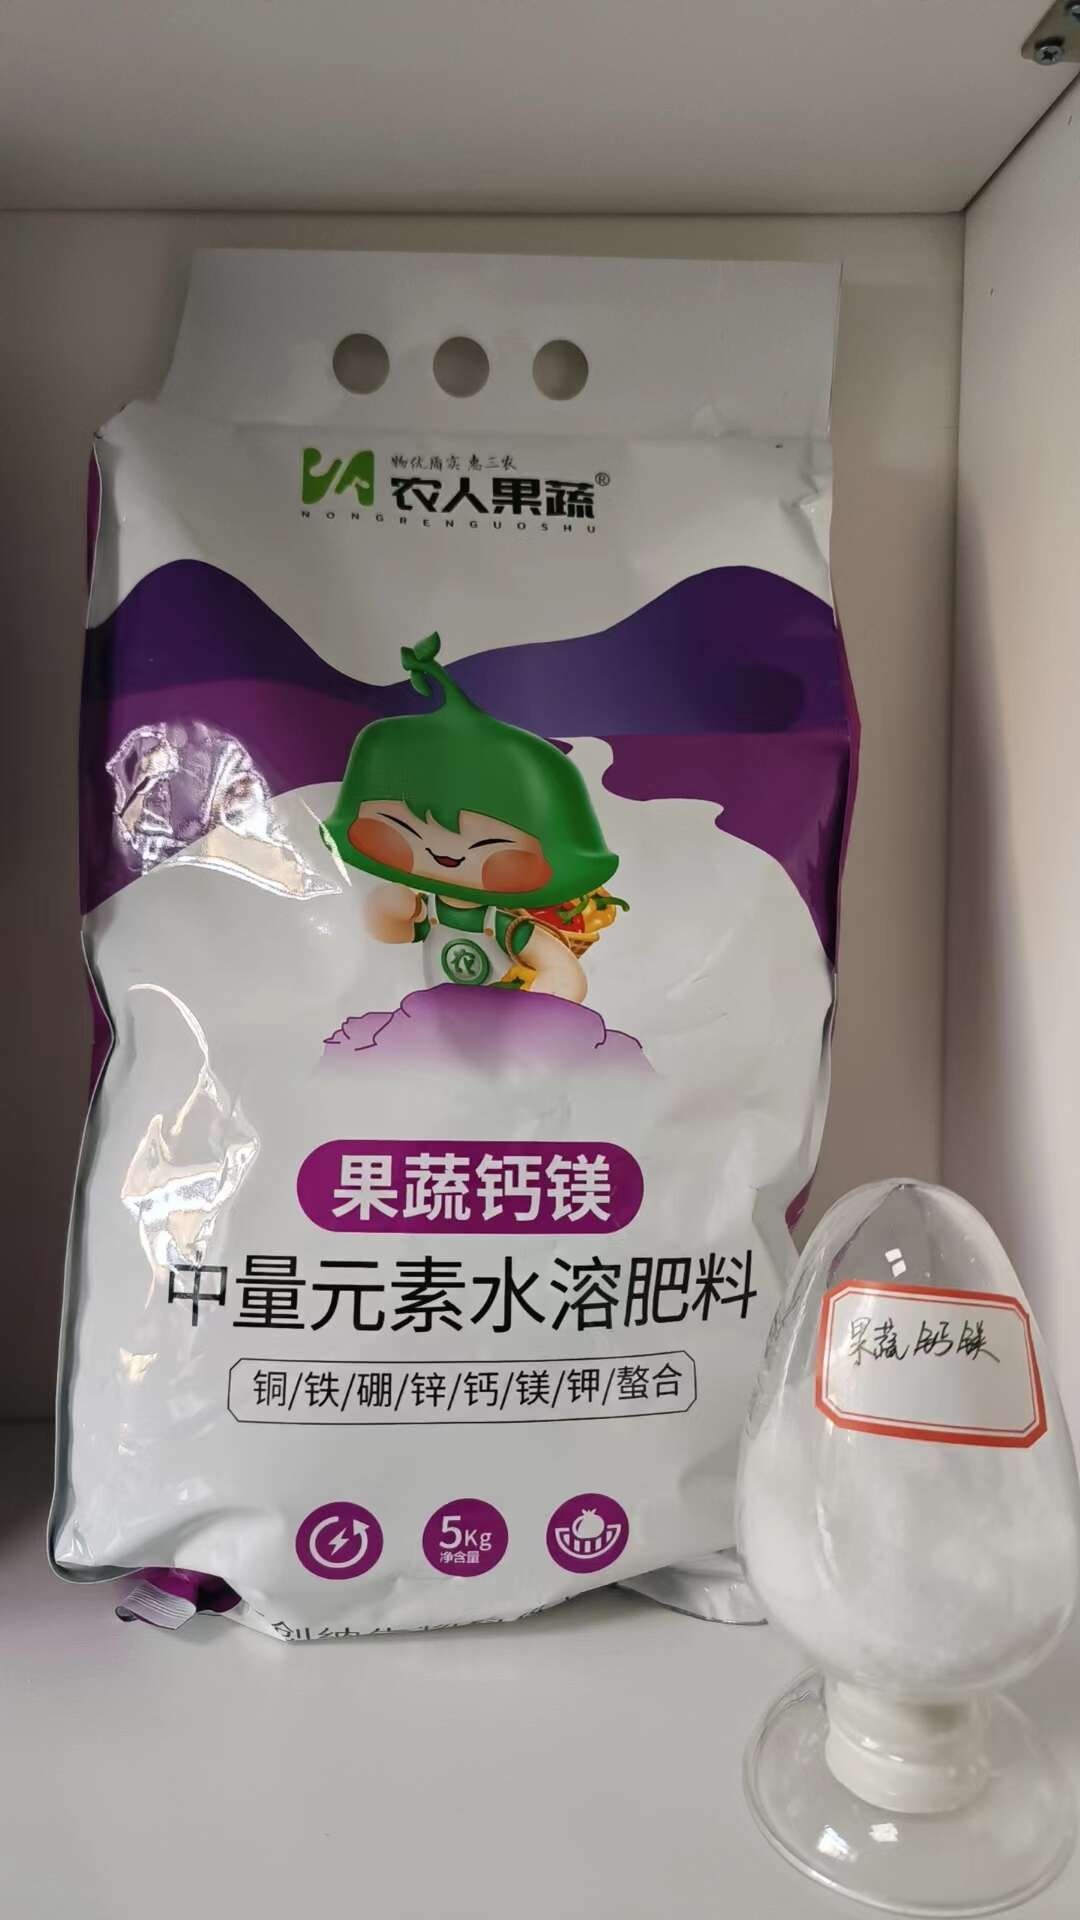 物优质实 惠三农
农人果蔬®
NONGRENGUOSHU
农
果蔬钙镁
中量元素水溶肥料
铜/铁/硼/锌/钙/镁/钾/螯合
5Kg
净含量
果蔬钙镁